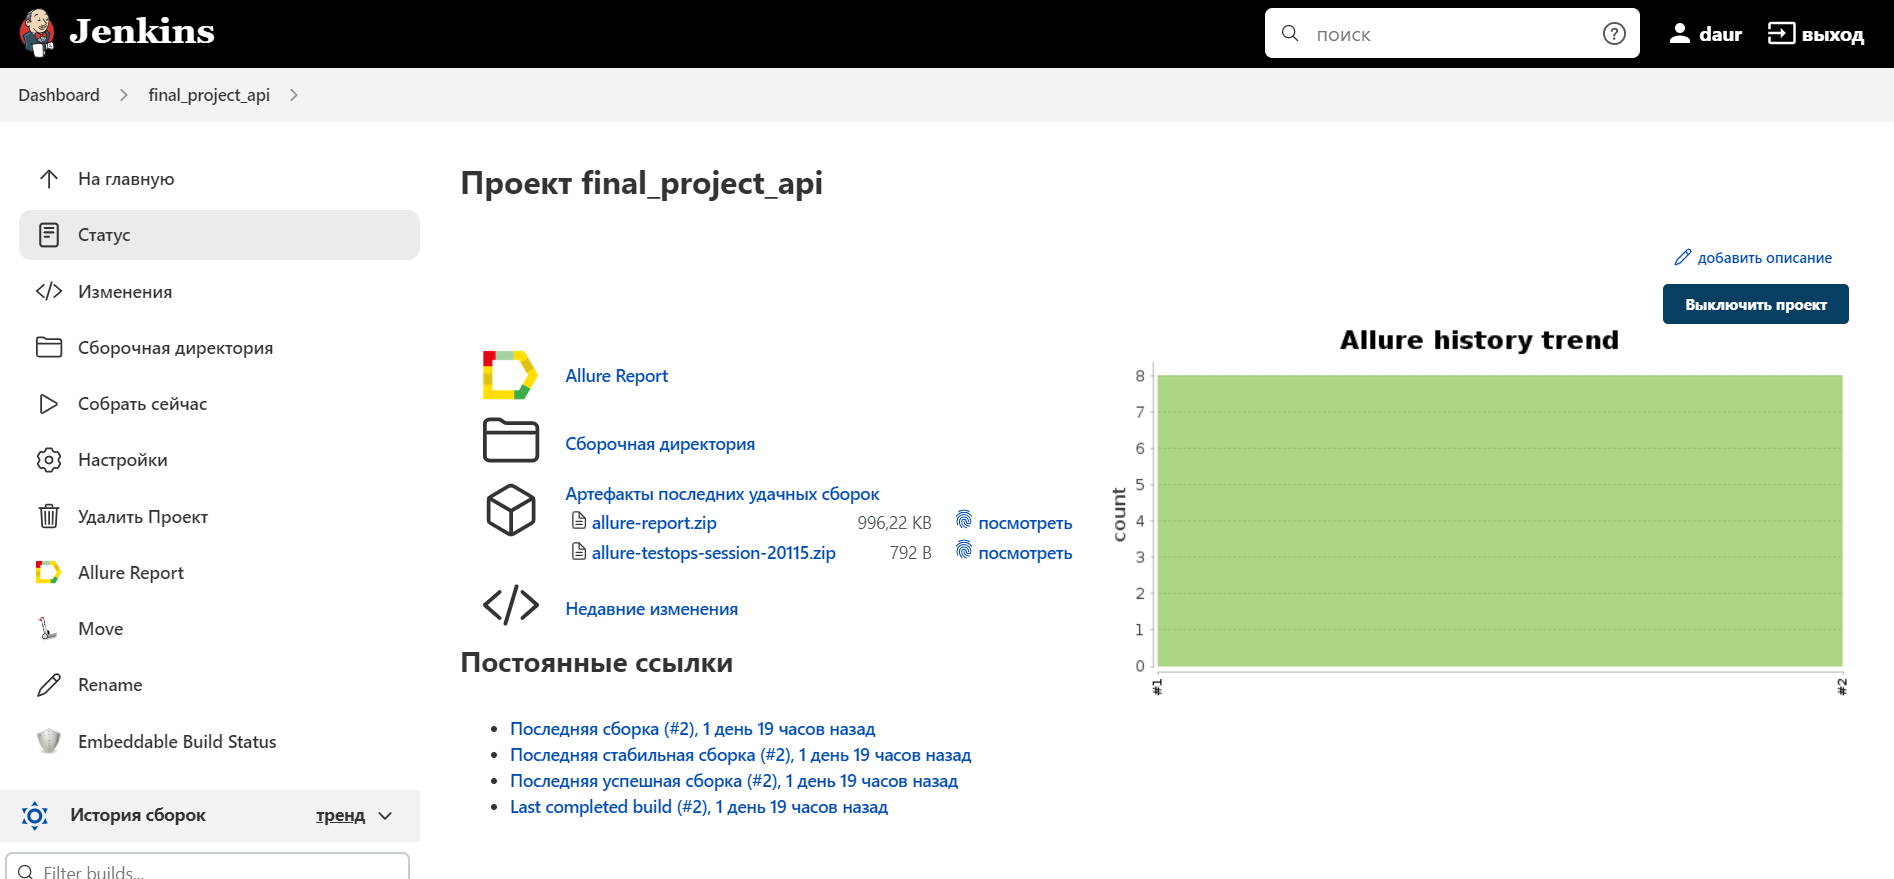 Jenkins
поиск
?
daur
выход
Dashboard
final_project_api
На главную
Статус
Изменения
Сборочная директория
Собрать сейчас
Настройки
Удалить Проект
Allure Report
Move
Rename
Embeddable Build Status
История сборок
тренд
Filter builds...
Проект final_project_api
добавить описание
Выключить проект
Allure Report
Сборочная директория
Артефакты последних удачных сборок
allure-report.zip 996,22 KB посмотреть
allure-testops-session-20115.zip 792 B посмотреть
Недавние изменения
Постоянные ссылки
Последняя сборка (#2), 1 день 19 часов назад
Последняя стабильная сборка (#2), 1 день 19 часов назад
Последняя успешная сборка (#2), 1 день 19 часов назад
Last completed build (#2), 1 день 19 часов назад
Allure history trend
count
8
7
6
5
4
3
2
1
0
#1
#2